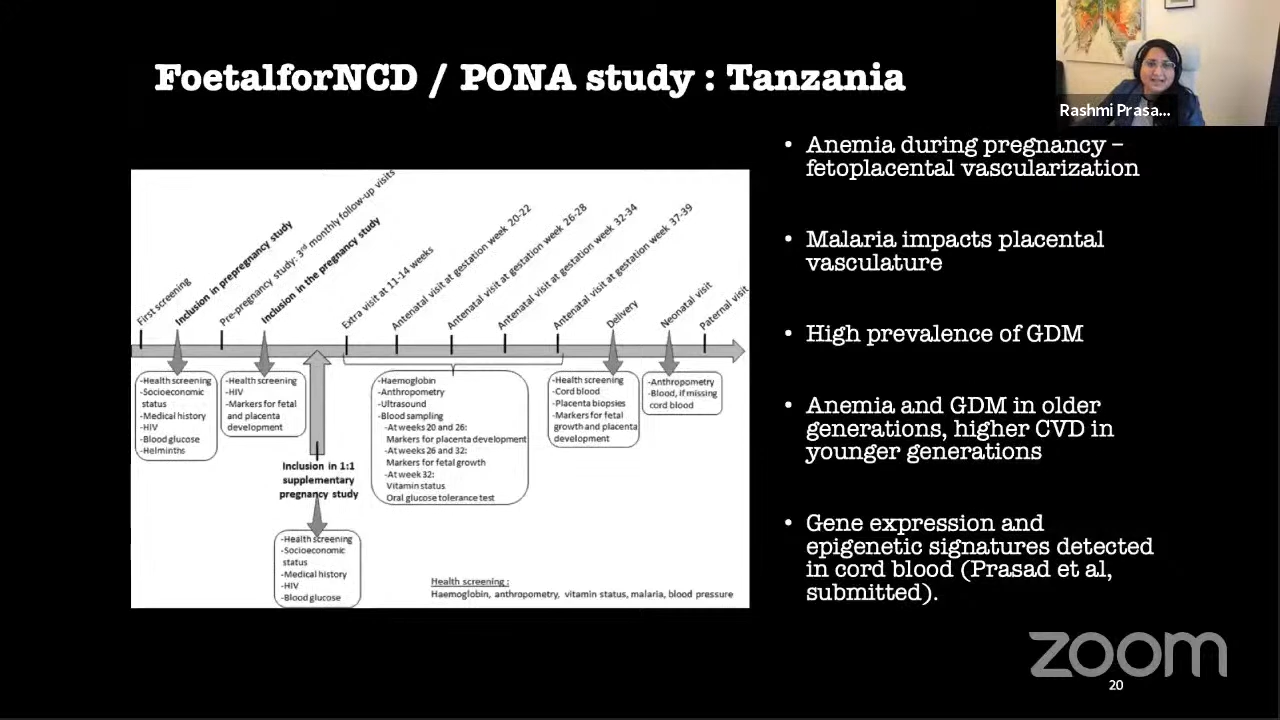 FoetalforNCD / PONA study : Tanzania
Rashmi Prasa...
First screening
Inclusion in prepregnancy study
Pre-pregnancy study: 3rd monthly follow-up visits
Inclusion in the pregnancy study
Extra visit at 11-14 weeks
Antenatal visit at gestation week 20-22
Antenatal visit at gestation week 26-28
Antenatal visit at gestation week 32-34
Antenatal visit at gestation week 37-39
Delivery
Neonatal visit
Paternal visit
-Health screening
-Socioeconomic
status
-Medical history
-HIV
-Blood glucose
-Helminths
-Health screening
-HIV
-Markers for fetal
and placenta
development
Inclusion in 1:1
supplementary
pregnancy study
-Health screening
-Socioeconomic
status
-Medical history
-HIV
-Blood glucose
-Haemoglobin
-Anthropometry
-Ultrasound
-Blood sampling
-At weeks 20 and 26:
Markers for placenta development
-At weeks 26 and 32:
Markers for fetal growth
-At week 32:
Vitamin status
Oral glucose tolerance test
-Health screening
-Cord blood
-Placenta biopsies
-Markers for fetal
growth and placenta
development
-Anthropometry
-Blood, if missing
cord blood
Health screening :
Haemoglobin, anthropometry, vitamin status, malaria, blood pressure
• Anemia during pregnancy –
fetoplacental vascularization
• Malaria impacts placental
vasculature
• High prevalence of GDM
• Anemia and GDM in older
generations, higher CVD in
younger generations
• Gene expression and
epigenetic signatures detected
in cord blood (Prasad et al,
submitted).
zoom
20